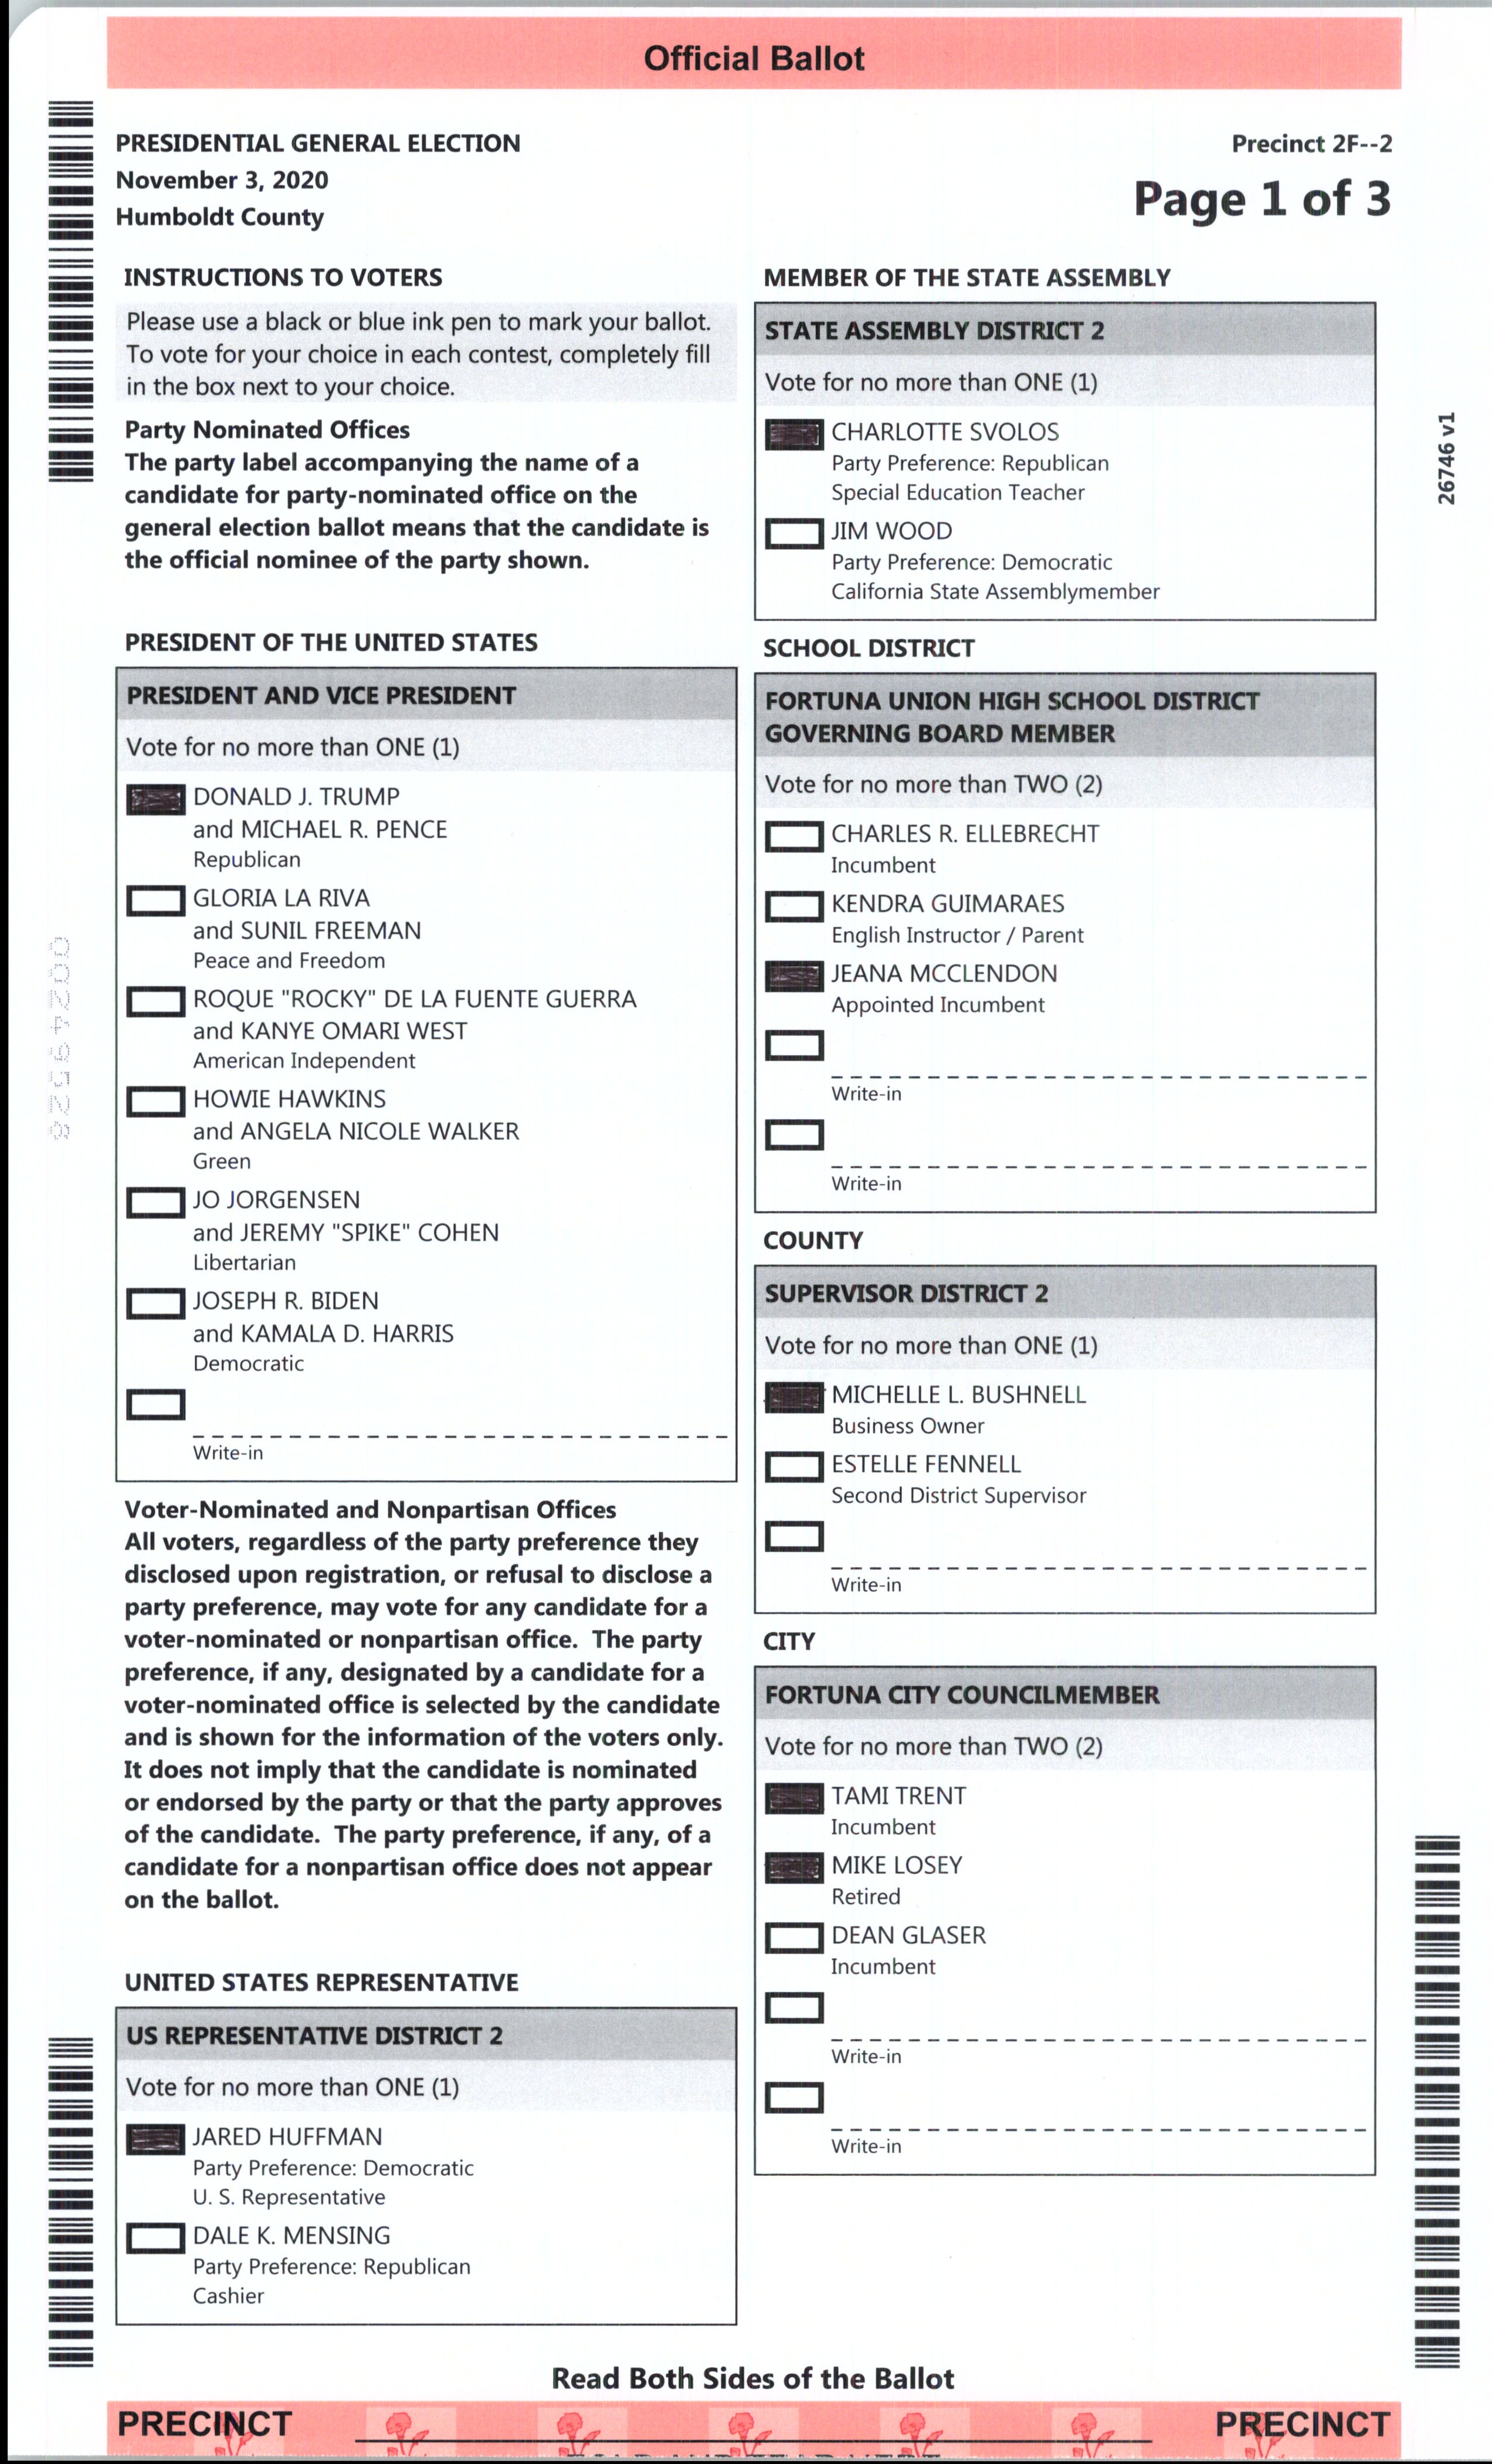 Official Ballot
PRESIDENTIAL GENERAL ELECTION
November 3, 2020
Humboldt County
Precinct 2F--2
Page 1 of 3
INSTRUCTIONS TO VOTERS
Please use a black or blue ink pen to mark your ballot.
To vote for your choice in each contest, completely fill
in the box next to your choice.
Party Nominated Offices
The party label accompanying the name of a
candidate for party-nominated office on the
general election ballot means that the candidate is
the official nominee of the party shown.
PRESIDENT OF THE UNITED STATES
PRESIDENT AND VICE PRESIDENT
Vote for no more than ONE (1)
DONALD J. TRUMP
and MICHAEL R. PENCE
Republican
GLORIA LA RIVA
and SUNIL FREEMAN
Peace and Freedom
ROQUE "ROCKY" DE LA FUENTE GUERRA
and KANYE OMARI WEST
American Independent
HOWIE HAWKINS
and ANGELA NICOLE WALKER
Green
JO JORGENSEN
and JEREMY "SPIKE" COHEN
Libertarian
JOSEPH R. BIDEN
and KAMALA D. HARRIS
Democratic
Write-in
Voter-Nominated and Nonpartisan Offices
All voters, regardless of the party preference they
disclosed upon registration, or refusal to disclose a
party preference, may vote for any candidate for a
voter-nominated or nonpartisan office. The party
preference, if any, designated by a candidate for a
voter-nominated office is selected by the candidate
and is shown for the information of the voters only.
It does not imply that the candidate is nominated
or endorsed by the party or that the party approves
of the candidate. The party preference, if any, of a
candidate for a nonpartisan office does not appear
on the ballot.
UNITED STATES REPRESENTATIVE
US REPRESENTATIVE DISTRICT 2
Vote for no more than ONE (1)
JARED HUFFMAN
Party Preference: Democratic
U. S. Representative
DALE K. MENSING
Party Preference: Republican
Cashier
MEMBER OF THE STATE ASSEMBLY
STATE ASSEMBLY DISTRICT 2
Vote for no more than ONE (1)
CHARLOTTE SVOLOS
Party Preference: Republican
Special Education Teacher
JIM WOOD
Party Preference: Democratic
California State Assemblymember
SCHOOL DISTRICT
FORTUNA UNION HIGH SCHOOL DISTRICT
GOVERNING BOARD MEMBER
Vote for no more than TWO (2)
CHARLES R. ELLEBRECHT
Incumbent
KENDRA GUIMARAES
English Instructor / Parent
JEANA MCCLENDON
Appointed Incumbent
Write-in
Write-in
COUNTY
SUPERVISOR DISTRICT 2
Vote for no more than ONE (1)
MICHELLE L. BUSHNELL
Business Owner
ESTELLE FENNELL
Second District Supervisor
Write-in
CITY
FORTUNA CITY COUNCILMEMBER
Vote for no more than TWO (2)
TAMI TRENT
Incumbent
MIKE LOSEY
Retired
DEAN GLASER
Incumbent
Write-in
Write-in
26746 v1
Read Both Sides of the Ballot
PRECINCT
PRECINCT